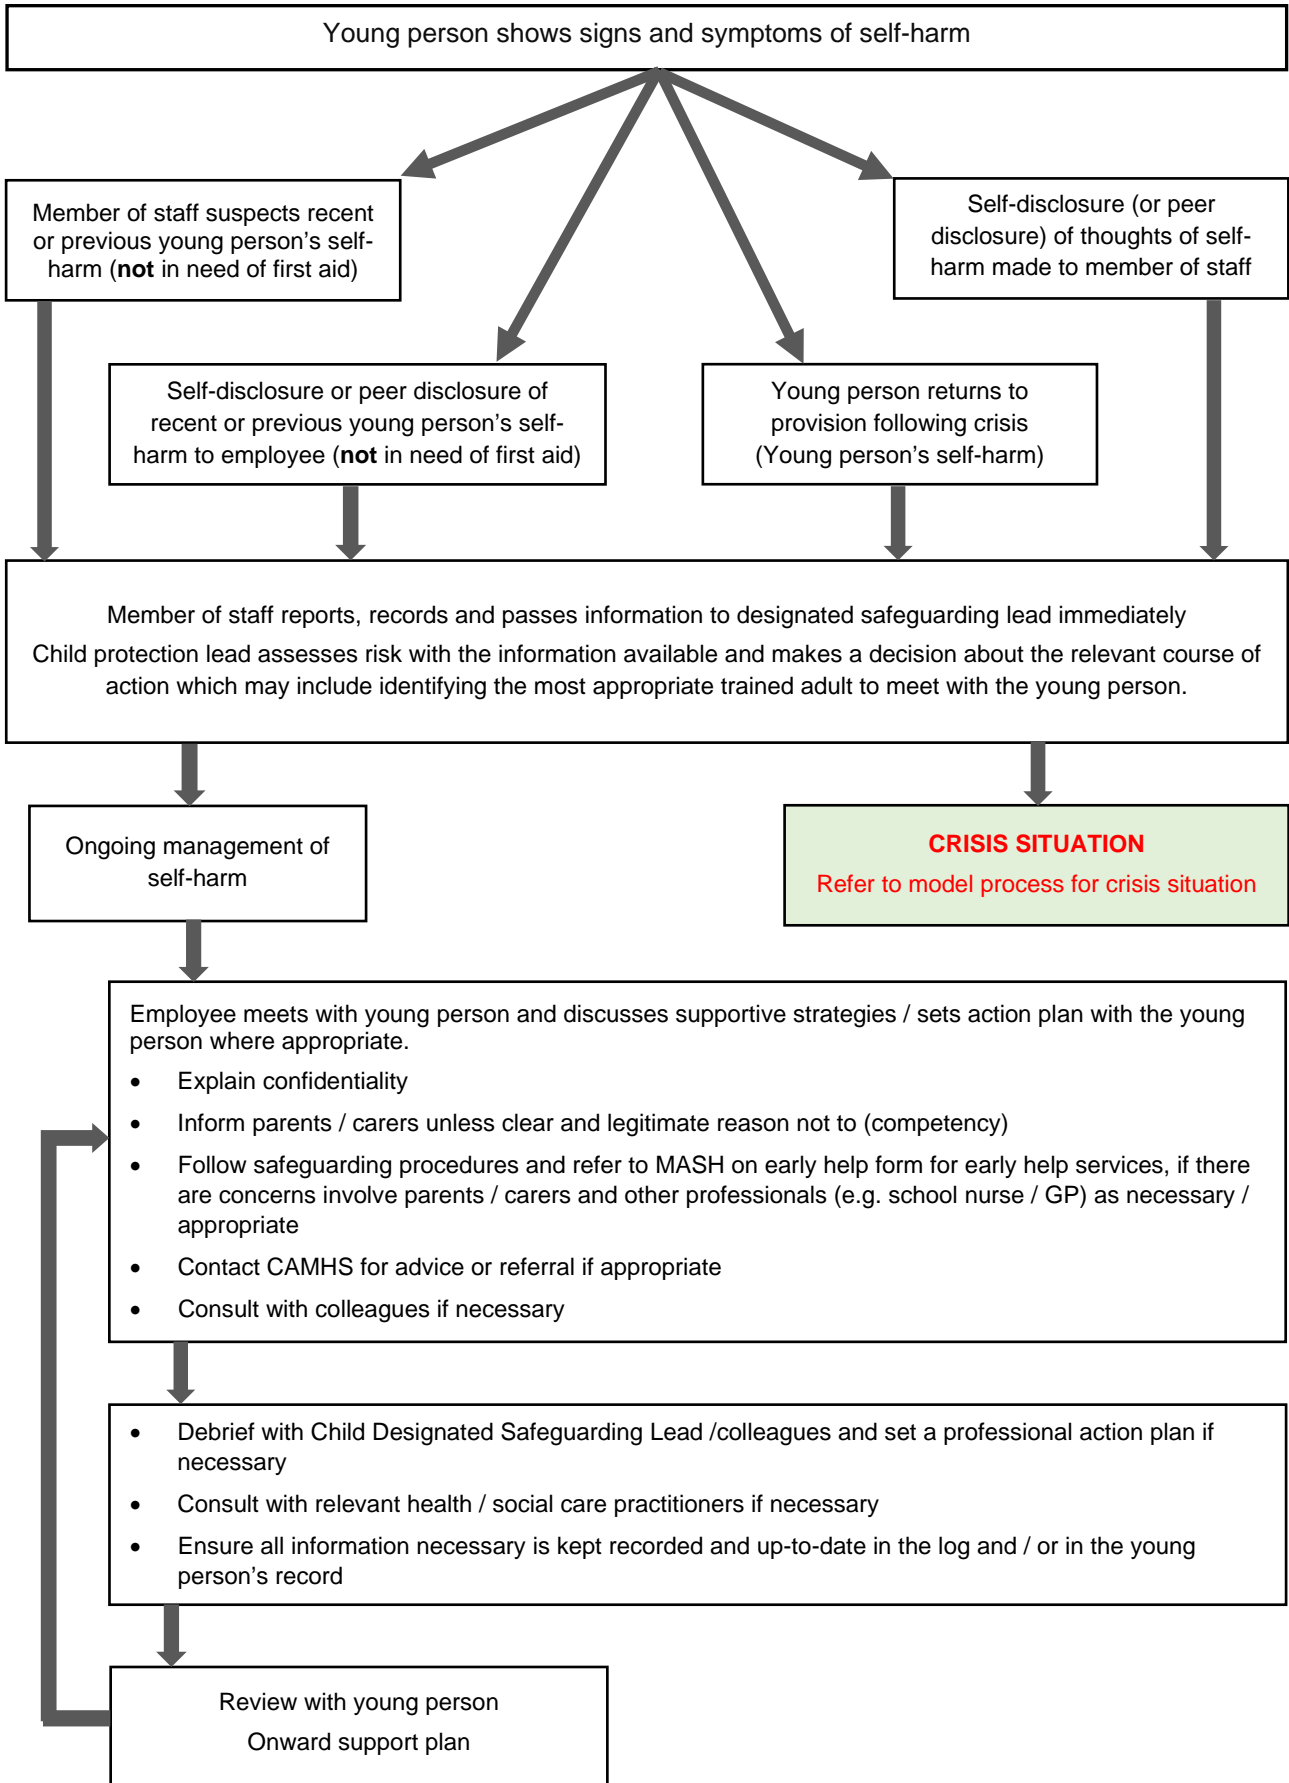 Young person shows signs and symptoms of self-harm
Member of staff suspects recent
or previous young person's self-
harm (not in need of first aid)
Self-disclosure (or peer
disclosure) of thoughts of self-
harm made to member of staff
Self-disclosure or peer disclosure of
recent or previous young person's self-
harm to employee (not in need of first aid)
Young person returns to
provision following crisis
(Young person's self-harm)
Member of staff reports, records and passes information to designated safeguarding lead immediately
Child protection lead assesses risk with the information available and makes a decision about the relevant course of
action which may include identifying the most appropriate trained adult to meet with the young person.
Ongoing management of
self-harm
CRISIS SITUATION
Refer to model process for crisis situation
Employee meets with young person and discusses supportive strategies / sets action plan with the young
person where appropriate.
• Explain confidentiality
• Inform parents / carers unless clear and legitimate reason not to (competency)
• Follow safeguarding procedures and refer to MASH on early help form for early help services, if there
are concerns involve parents / carers and other professionals (e.g. school nurse / GP) as necessary /
appropriate
• Contact CAMHS for advice or referral if appropriate
• Consult with colleagues if necessary
• Debrief with Child Designated Safeguarding Lead /colleagues and set a professional action plan if
necessary
• Consult with relevant health / social care practitioners if necessary
• Ensure all information necessary is kept recorded and up-to-date in the log and / or in the young
person's record
Review with young person
Onward support plan